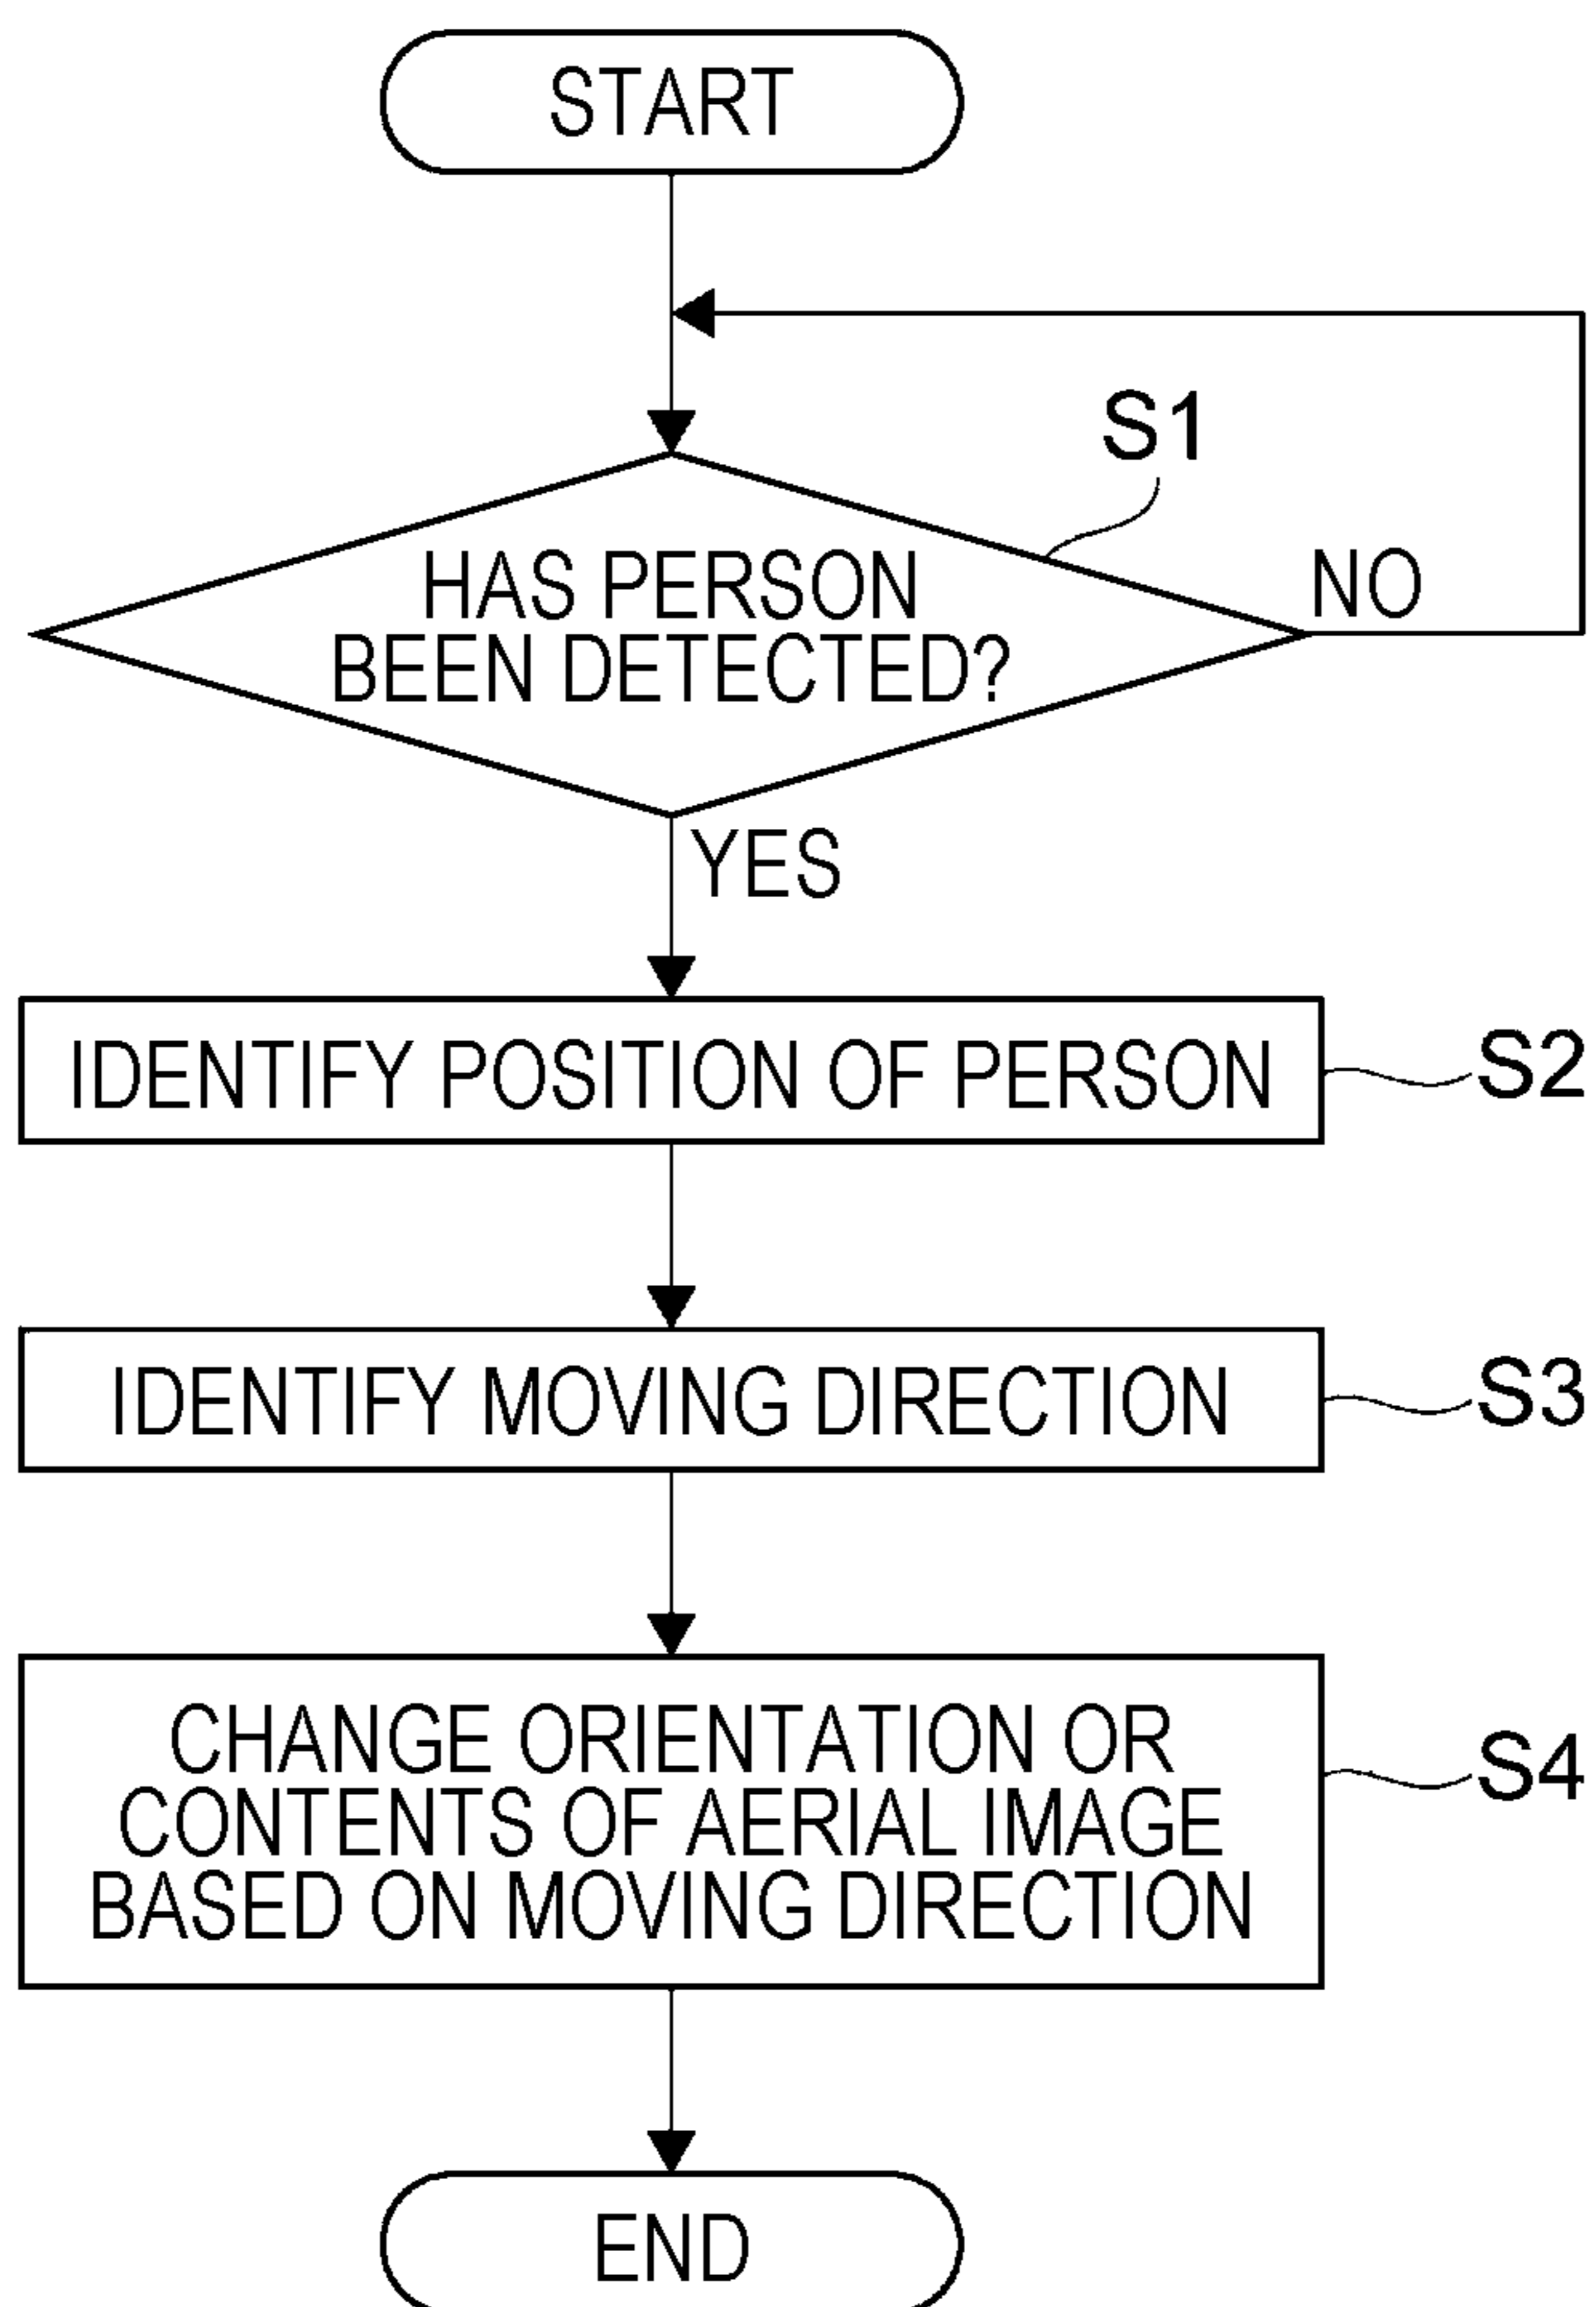 START
S1
HAS PERSON
BEEN DETECTED?
NO
YES
IDENTIFY POSITION OF PERSON
S2
IDENTIFY MOVING DIRECTION
S3
CHANGE ORIENTATION OR
CONTENTS OF AERIAL IMAGE
BASED ON MOVING DIRECTION
S4
END